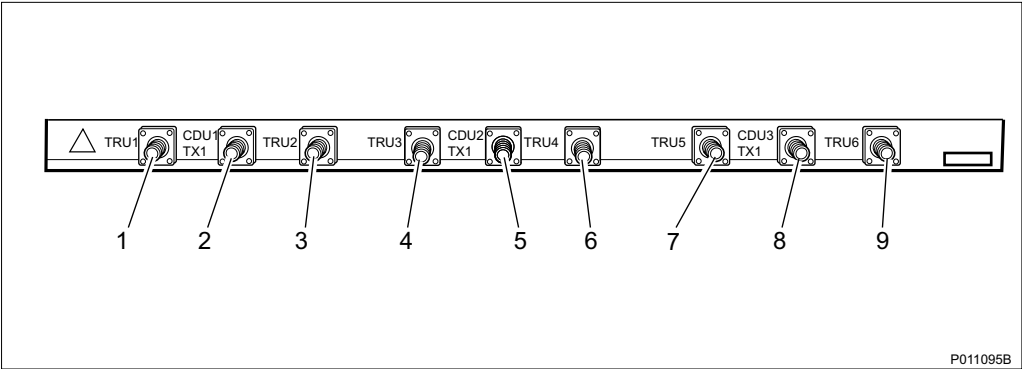 TRU1 CDU1 TX1 TRU2 TRU3 CDU2 TX1 TRU4 TRU5 CDU3 TX1 TRU6
1 2 3 4 5 6 7 8 9
P011095B